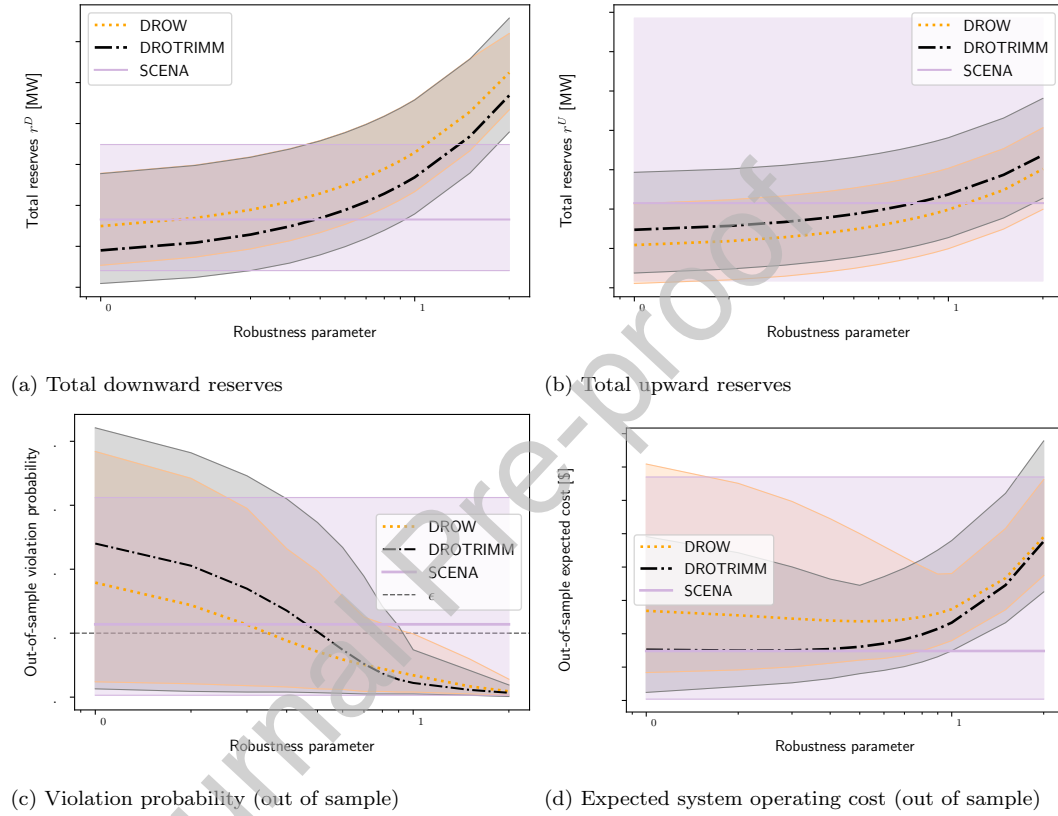 DROW
DROTRIMM
SCENA
Total reserves r^D [MW]
0
1
Robustness parameter
(a) Total downward reserves
DROW
DROTRIMM
SCENA
Total reserves r^U [MW]
0
1
Robustness parameter
(b) Total upward reserves
DROW
DROTRIMM
SCENA
ϵ
Out-of-sample violation probability
0
1
Robustness parameter
(c) Violation probability (out of sample)
DROW
DROTRIMM
SCENA
Out-of-sample expected cost [$]
0
1
Robustness parameter
(d) Expected system operating cost (out of sample)
urnal Pre-proof